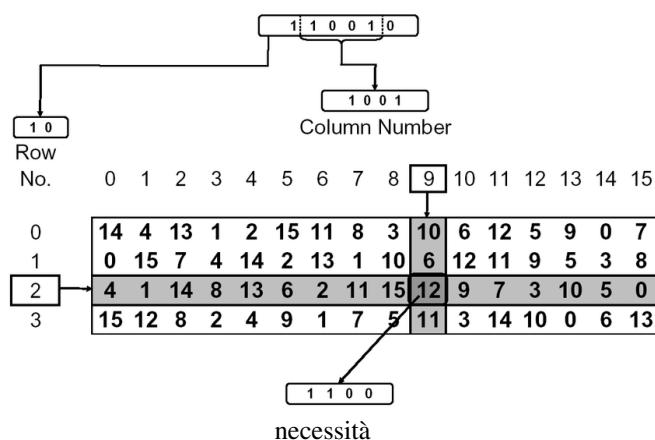 1 1 0 0 1 0
1 0 0 1
Column Number
1 0
Row
No. 0 1 2 3 4 5 6 7 8 9 10 11 12 13 14 15
0 14 4 13 1 2 15 11 8 3 10 6 12 5 9 0 7
1 0 15 7 4 14 2 13 1 10 6 12 11 9 5 3 8
2 4 1 14 8 13 6 2 11 15 12 9 7 3 10 5 0
3 15 12 8 2 4 9 1 7 5 11 3 14 10 0 6 13
1 1 0 0
necessità